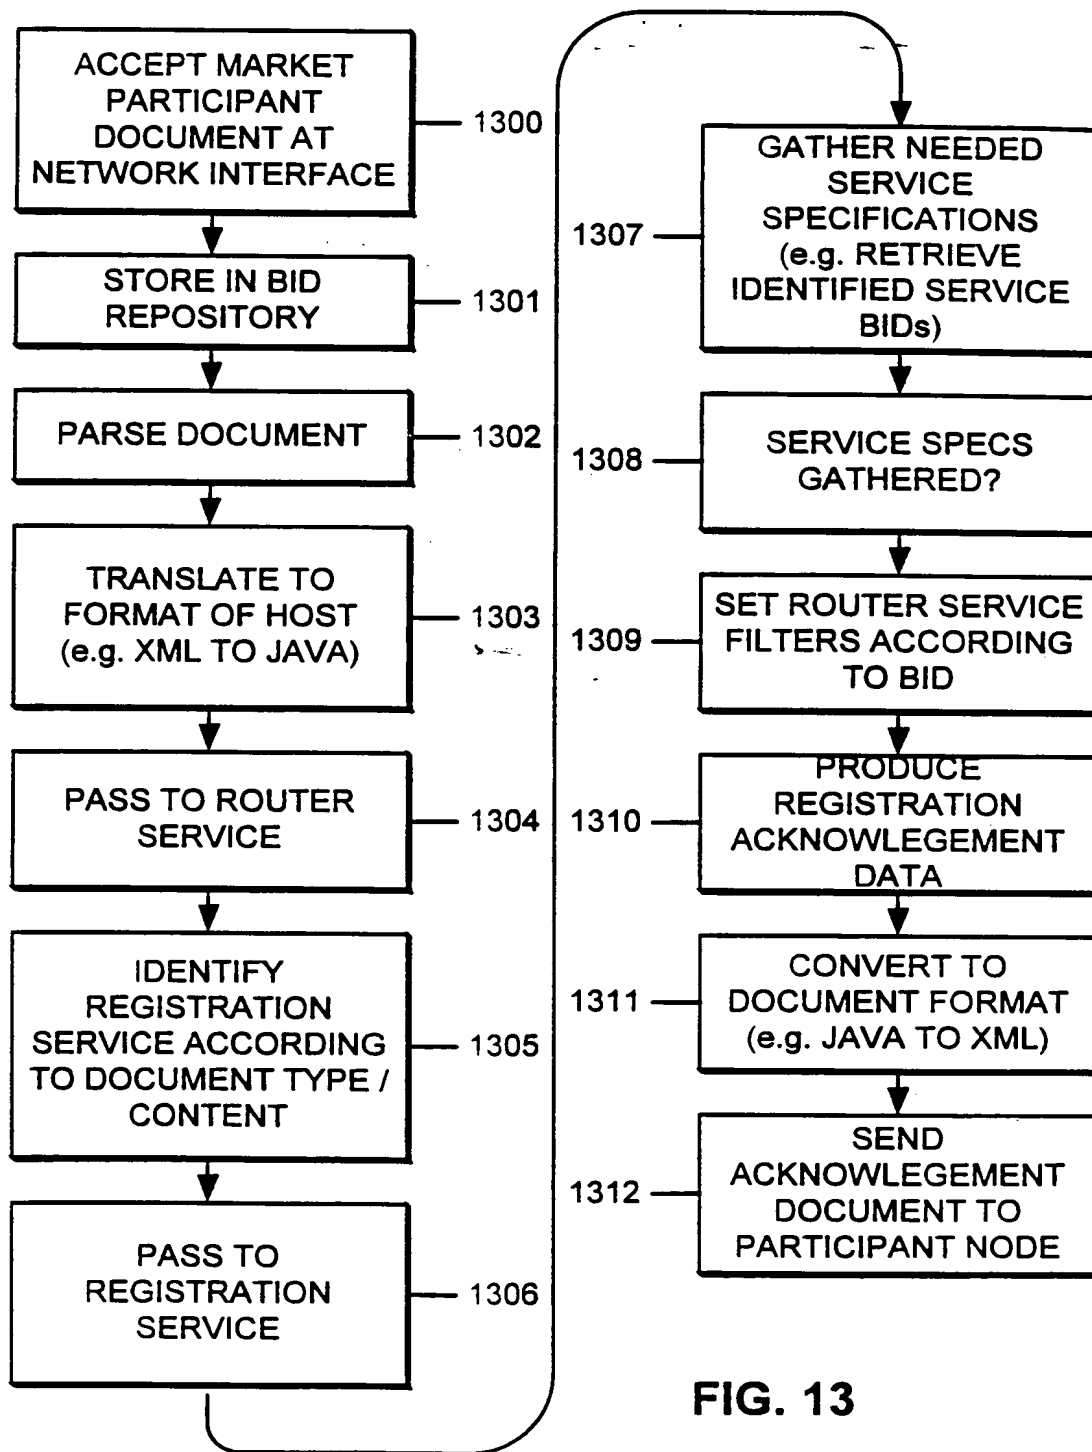 ACCEPT MARKET
PARTICIPANT
DOCUMENT AT
NETWORK INTERFACE
1300
STORE IN BID
REPOSITORY
1301
PARSE DOCUMENT
1302
TRANSLATE TO
FORMAT OF HOST
(e.g. XML TO JAVA)
1303
PASS TO ROUTER
SERVICE
1304
IDENTIFY
REGISTRATION
SERVICE ACCORDING
TO DOCUMENT TYPE /
CONTENT
1305
PASS TO
REGISTRATION
SERVICE
1306
GATHER NEEDED
SERVICE
SPECIFICATIONS
(e.g. RETRIEVE
IDENTIFIED SERVICE
BIDs)
1307
SERVICE SPECS
GATHERED?
1308
SET ROUTER SERVICE
FILTERS ACCORDING
TO BID
1309
PRODUCE
REGISTRATION
ACKNOWLEGEMENT
DATA
1310
CONVERT TO
DOCUMENT FORMAT
(e.g. JAVA TO XML)
1311
SEND
ACKNOWLEGEMENT
DOCUMENT TO
PARTICIPANT NODE
1312
FIG. 13